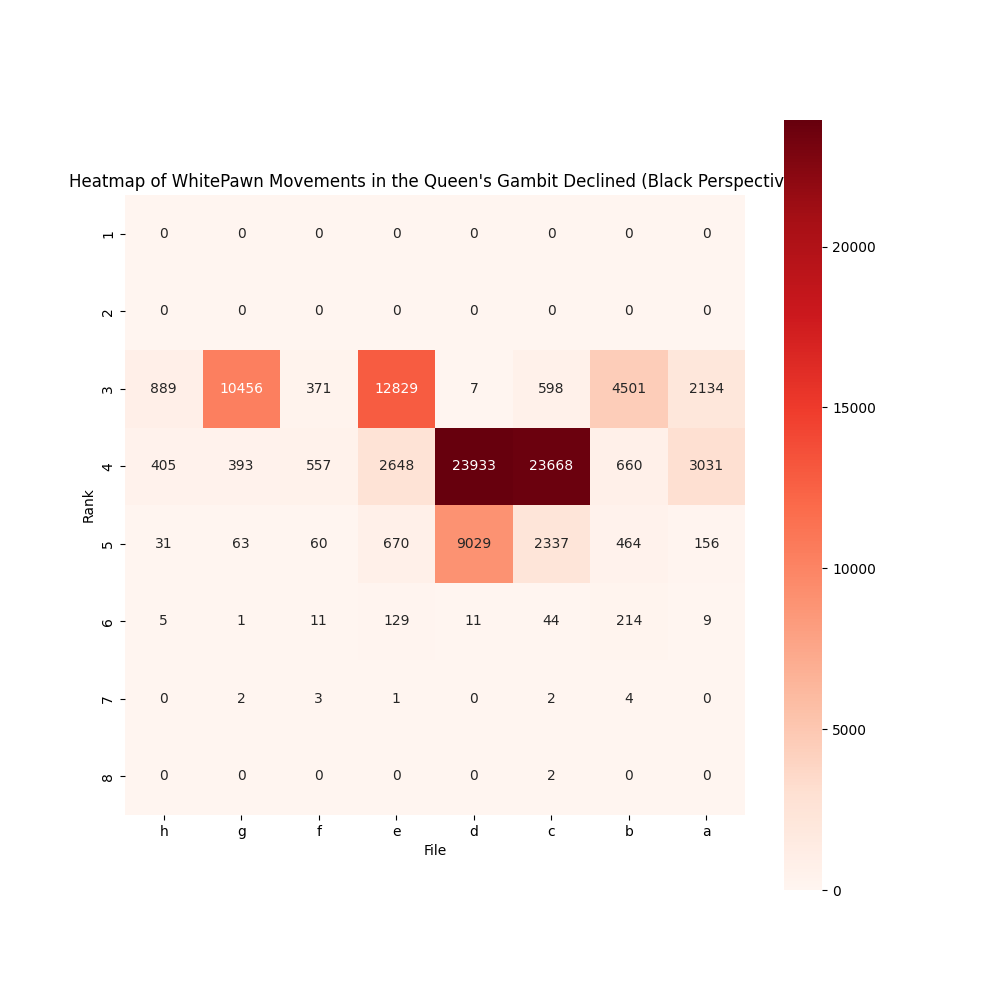 Heatmap of WhitePawn Movements in the Queen's Gambit Declined (Black Perspectiv
1 0 0 0 0 0 0 0 0
20000
2 0 0 0 0 0 0 0 0
3 889 10456 371 12829 7 598 4501 2134
15000
4 405 393 557 2648 23933 23668 660 3031
Rank
5 31 63 60 670 9029 2337 464 156
10000
6 5 1 11 129 11 44 214 9
7 0 2 3 1 0 2 4 0
5000
8 0 0 0 0 0 2 0 0
h g f e d c b a
File
0